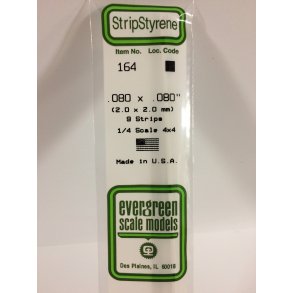 StripStyrene
Item No. Loc. Code
164
.080 x .080"
(2.0 x 2.0 mm)
9 Strips
1/4 Scale 4x4
Made in U.S.A.
evergreen
scale models
Des Plaines, IL 60018